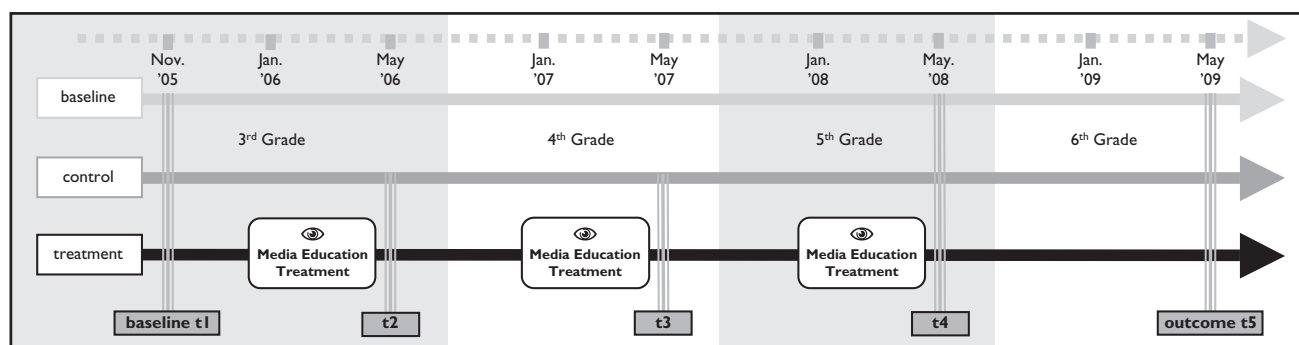 Nov.
'05
Jan.
'06
May
'06
Jan.
'07
May
'07
Jan.
'08
May.
'08
Jan.
'09
May
'09
baseline
3rd Grade
4th Grade
5th Grade
6th Grade
control
treatment
Media Education
Treatment
Media Education
Treatment
Media Education
Treatment
baseline t1
t2
t3
t4
outcome t5